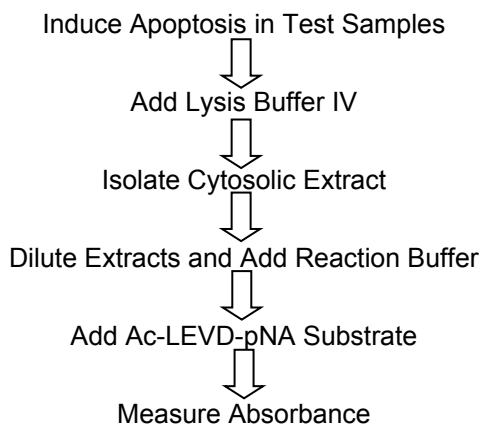 Induce Apoptosis in Test Samples
Add Lysis Buffer IV
Isolate Cytosolic Extract
Dilute Extracts and Add Reaction Buffer
Add Ac-LEVD-pNA Substrate
Measure Absorbance